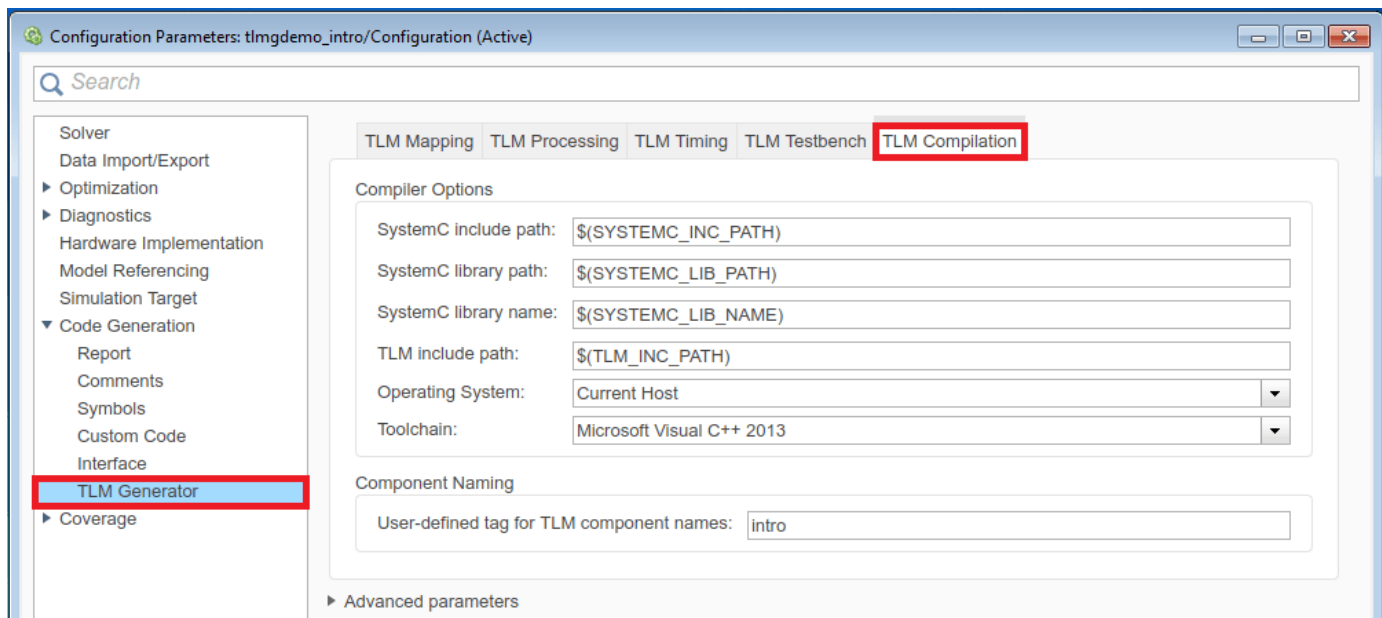 Configuration Parameters: tlmgdemo_intro/Configuration (Active)
Search
Solver
Data Import/Export
Optimization
Diagnostics
Hardware Implementation
Model Referencing
Simulation Target
Code Generation
Report
Comments
Symbols
Custom Code
Interface
TLM Generator
Coverage
TLM Mapping TLM Processing TLM Timing TLM Testbench TLM Compilation
Compiler Options
SystemC include path: $(SYSTEMC_INC_PATH)
SystemC library path: $(SYSTEMC_LIB_PATH)
SystemC library name: $(SYSTEMC_LIB_NAME)
TLM include path: $(TLM_INC_PATH)
Operating System: Current Host
Toolchain: Microsoft Visual C++ 2013
Component Naming
User-defined tag for TLM component names: intro
Advanced parameters